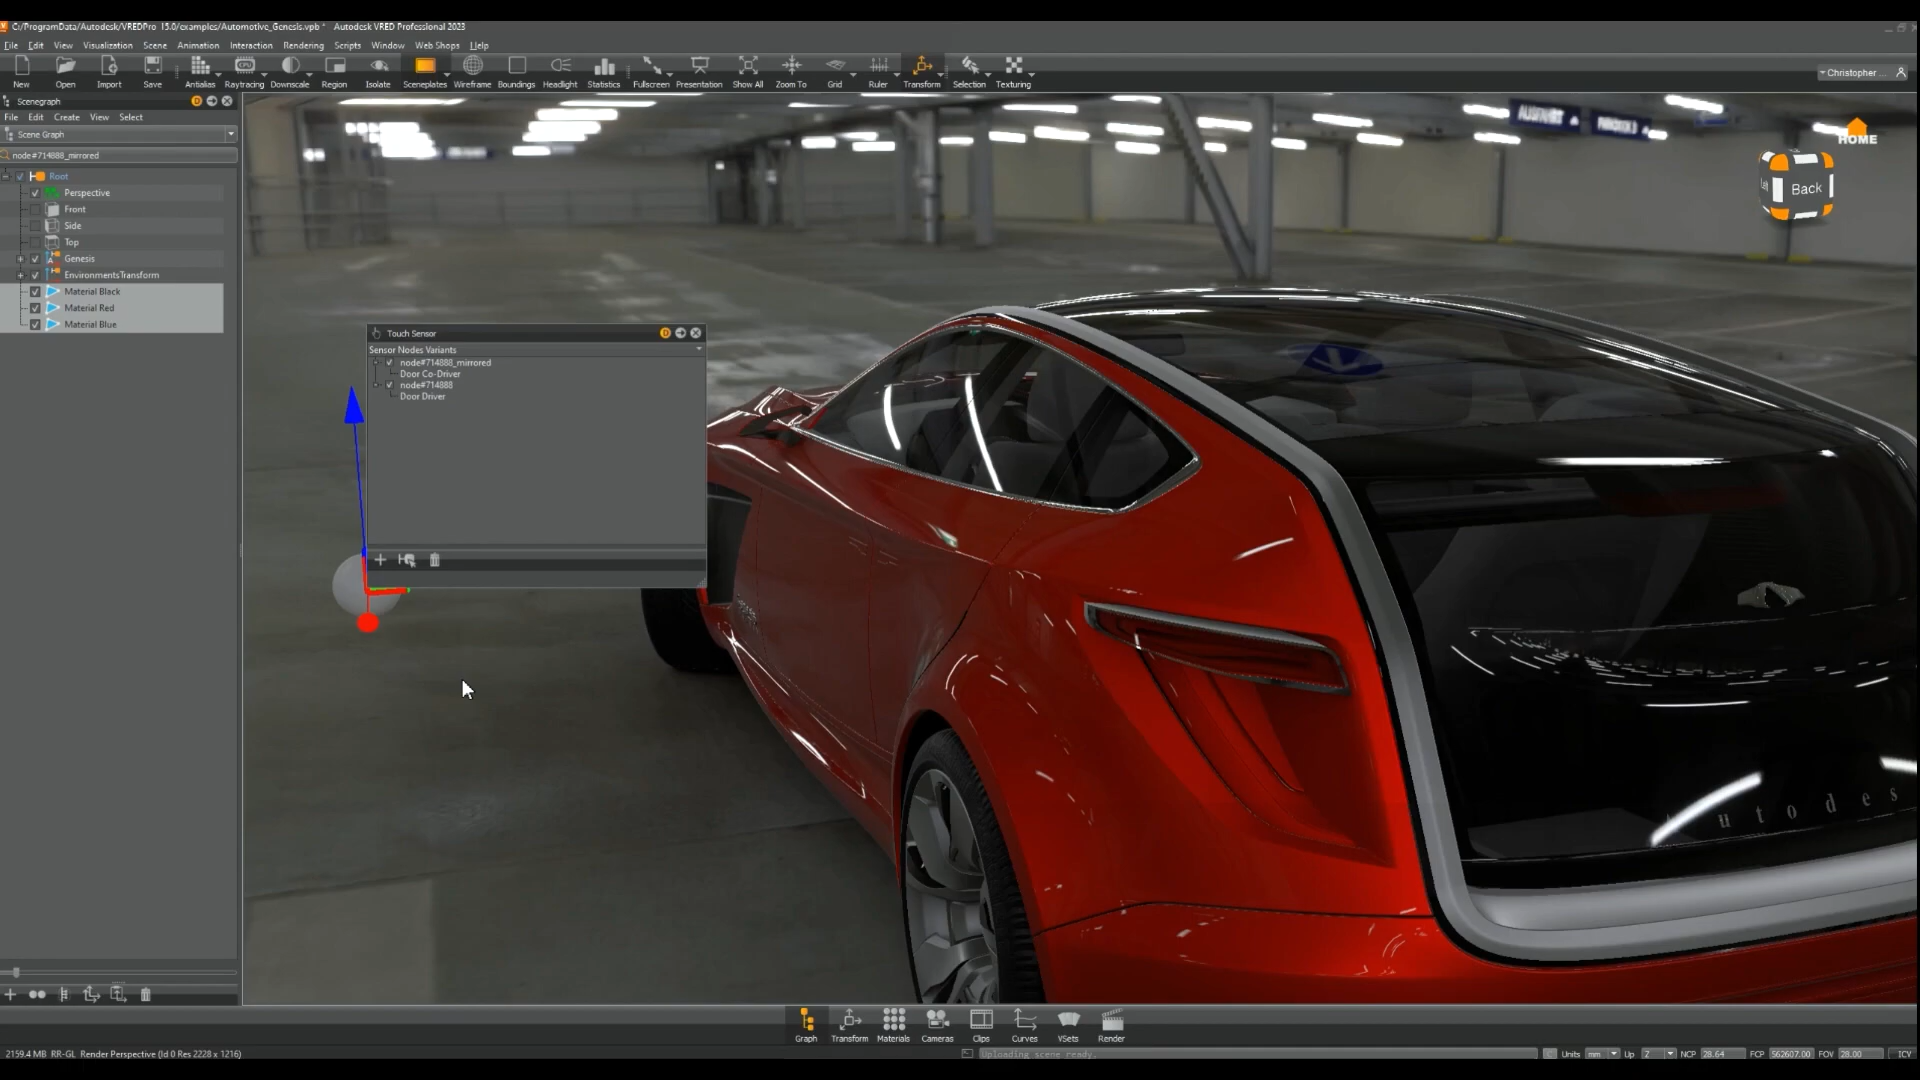 C:/ProgramData/Autodesk/VREDPro 15.0/examples/Automotive_Genesis.vpb * Autodesk VRED Professional 2023
File Edit View Visualization Scene Animation Interaction Rendering Scripts Window Web Shops Help
New Open Import Save Antialias Raytracing Downscale Region Isolate Sceneplates Wireframe Boundings Headlight Statistics Fullscreen Presentation Show All Zoom To Grid Ruler Transform Selection Texturing
Christopher ...
Scenegraph
File Edit Create View Select
Scene Graph
node#714888_mirrored
Root
Perspective
Front
Side
Top
Genesis
EnvironmentsTransform
Material Black
Material Red
Material Blue
AUSFAHRT
HOME
Back
Touch Sensor
Sensor Nodes Variants
node#714888_mirrored
Door Co-Driver
node#714888
Door Driver
u t o d e s
Graph Transform Materials Cameras Clips Curves VSets Render
2159.4 MB RR-GL Render Perspective (Id 0 Res 2228 x 1216)
Uploading scene ready.
Units mm Up Z NCP 28.64 FCP 562607.00 FOV 28.00 ICV